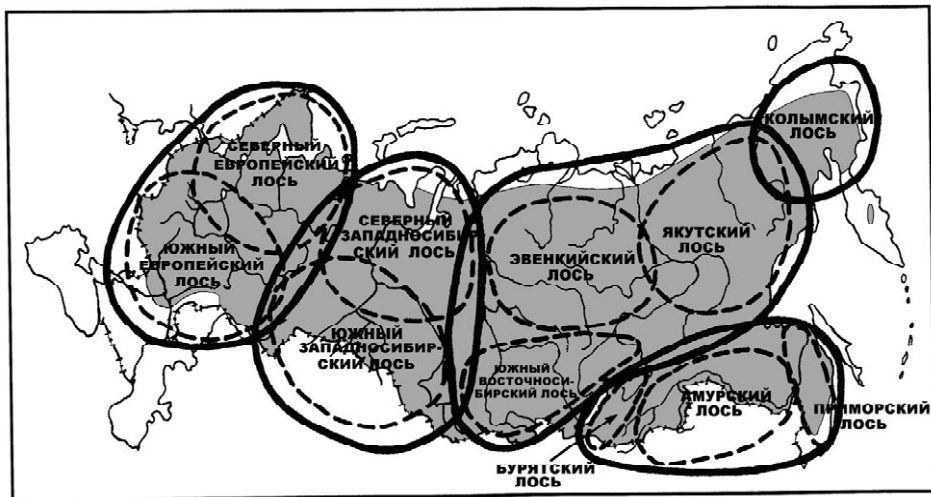 КОЛЫМСКИЙ
ЛОСЬ
СЕВЕРНЫЙ
ЕВРОПЕЙСКИЙ
ЛОСЬ
СЕВЕРНЫЙ
ЗАПАДНОСИБИР-
СКИЙ ЛОСЬ
ЯКУТСКИЙ
ЛОСЬ
ЮЖНЫЙ
ЕВРОПЕЙСКИЙ
ЛОСЬ
ЭВЕНКИЙСКИЙ
ЛОСЬ
ЮЖНЫЙ
ЗАПАДНОСИБИР-
СКИЙ ЛОСЬ
ЮЖНЫЙ
ВОСТОЧНОСИ-
БИРСКИЙ ЛОСЬ
АМУРСКИЙ
ЛОСЬ
ПРИМОРСКИЙ
ЛОСЬ
БУРЯТСКИЙ
ЛОСЬ